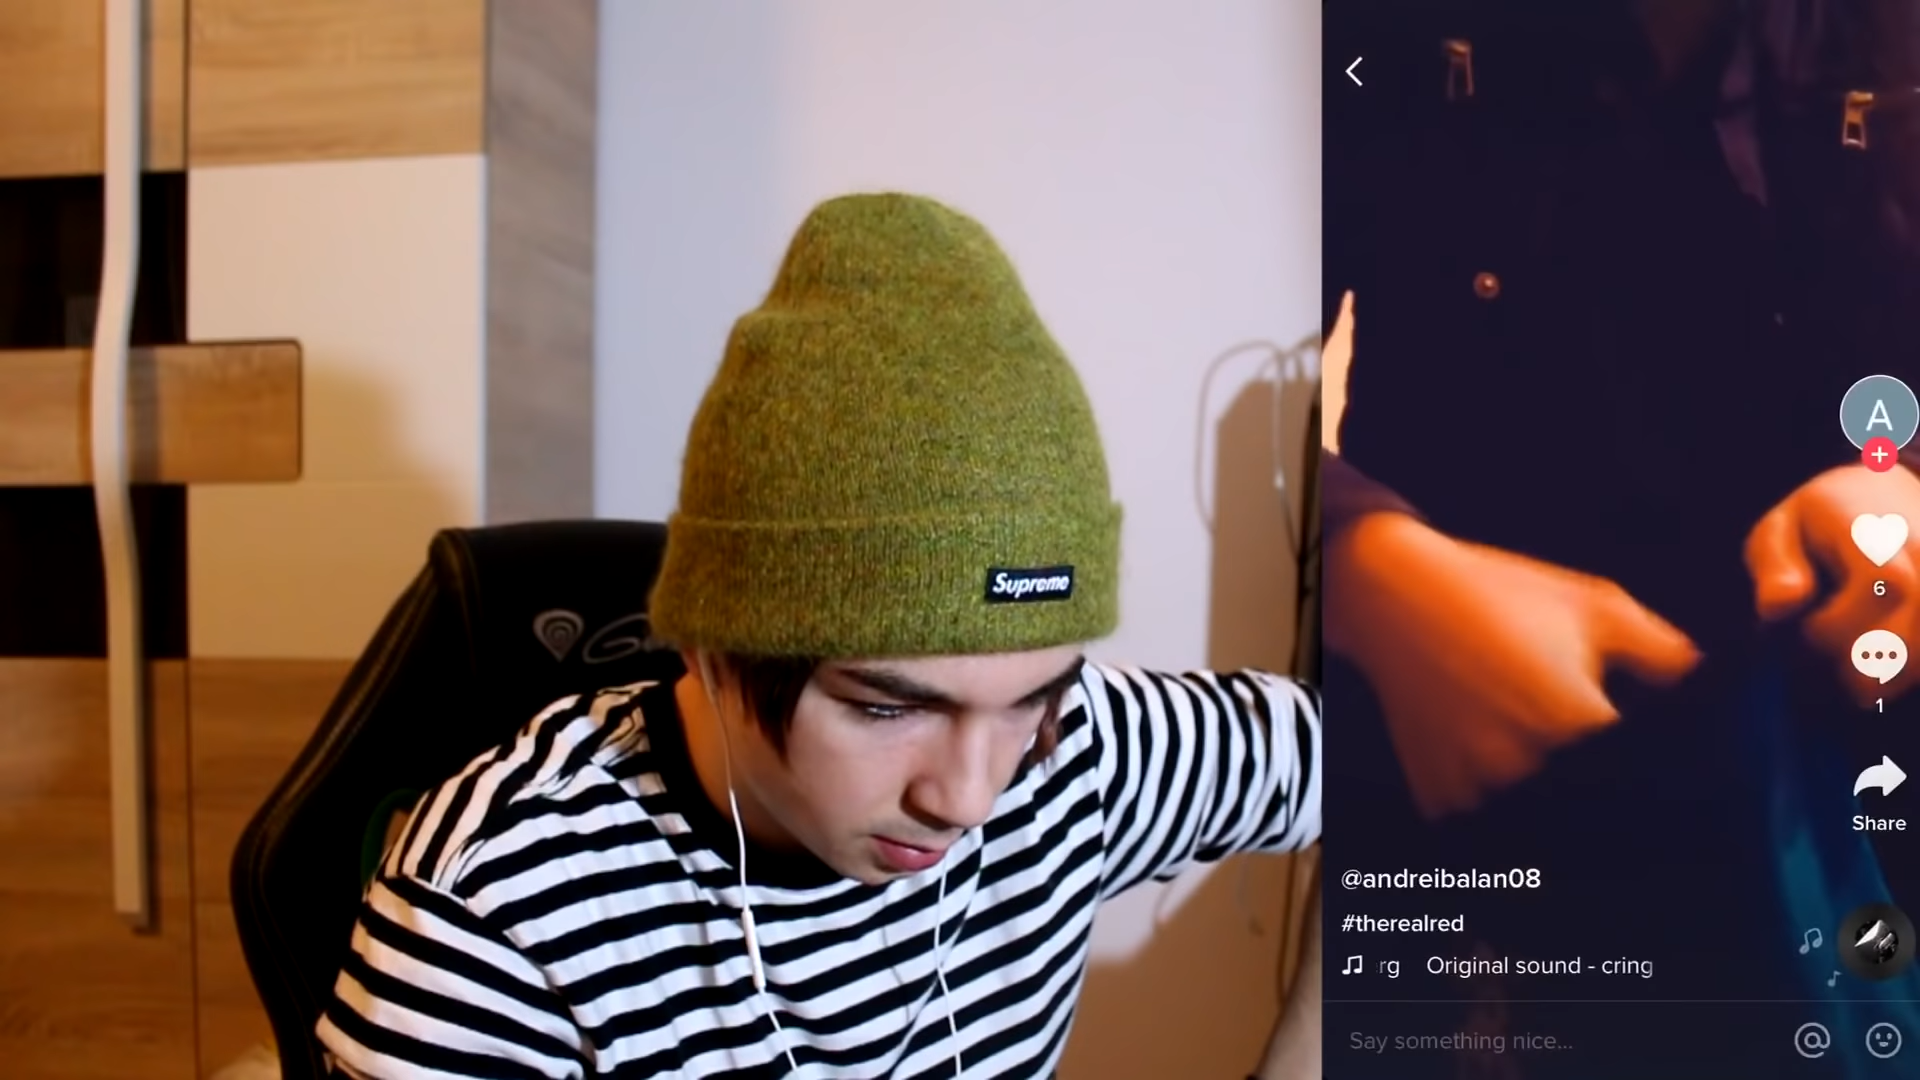 Supreme
A
6
1
Share
@andreibalan08
#therealred
rg Original sound - cring
Say something nice...